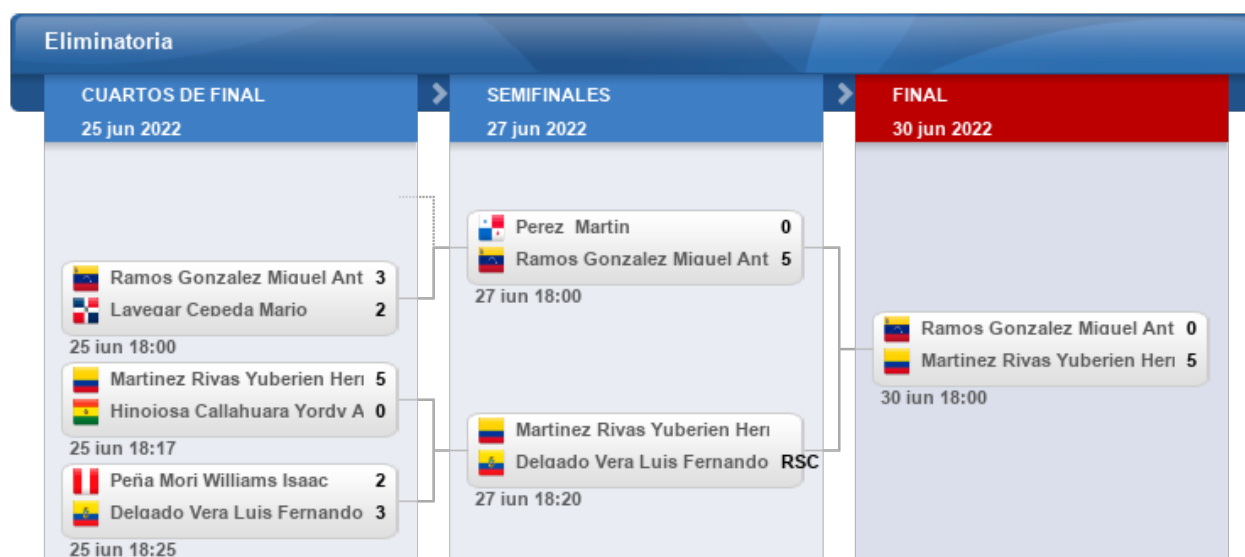 Eliminatoria
CUARTOS DE FINAL
25 jun 2022
Ramos Gonzalez Miguel Ant 3
Lavegar Cepeda Mario 2
25 jun 18:00
Martinez Rivas Yuberien Heri 5
Hinojosa Callahuara Yordy A 0
25 jun 18:17
Peña Mori Williams Isaac 2
Delgado Vera Luis Fernando 3
25 jun 18:25
SEMIFINALES
27 jun 2022
Perez Martin 0
Ramos Gonzalez Miguel Ant 5
27 jun 18:00
Martinez Rivas Yuberien Heri
Delgado Vera Luis Fernando RSC
27 jun 18:20
FINAL
30 jun 2022
Ramos Gonzalez Miguel Ant 0
Martinez Rivas Yuberien Heri 5
30 jun 18:00